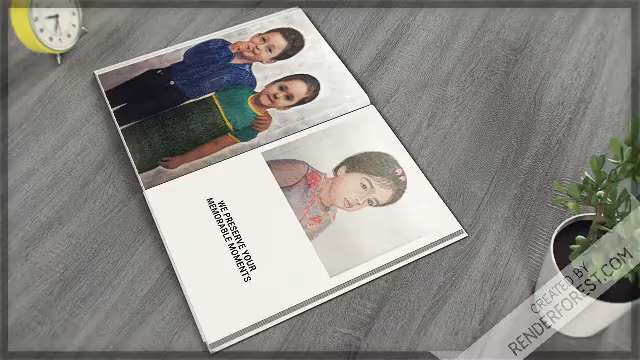 WE PRESERVE YOUR
MEMORABLE MOMENTS
CREATED BY
RENDERFOREST.COM